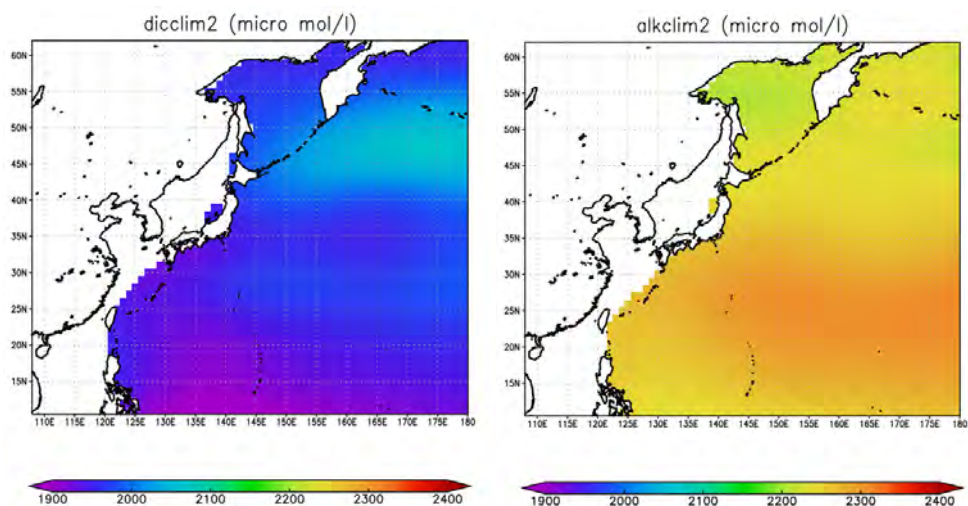 dicclim2 (micro mol/l)
60N
55N
50N
45N
40N
35N
30N
25N
20N
15N
110E 115E 120E 125E 130E 135E 140E 145E 150E 155E 160E 165E 170E 175E 180
1900 2000 2100 2200 2300 2400
alkclim2 (micro mol/l)
60N
55N
50N
45N
40N
35N
30N
25N
20N
15N
110E 115E 120E 125E 130E 135E 140E 145E 150E 155E 160E 165E 170E 175E 180
1900 2000 2100 2200 2300 2400